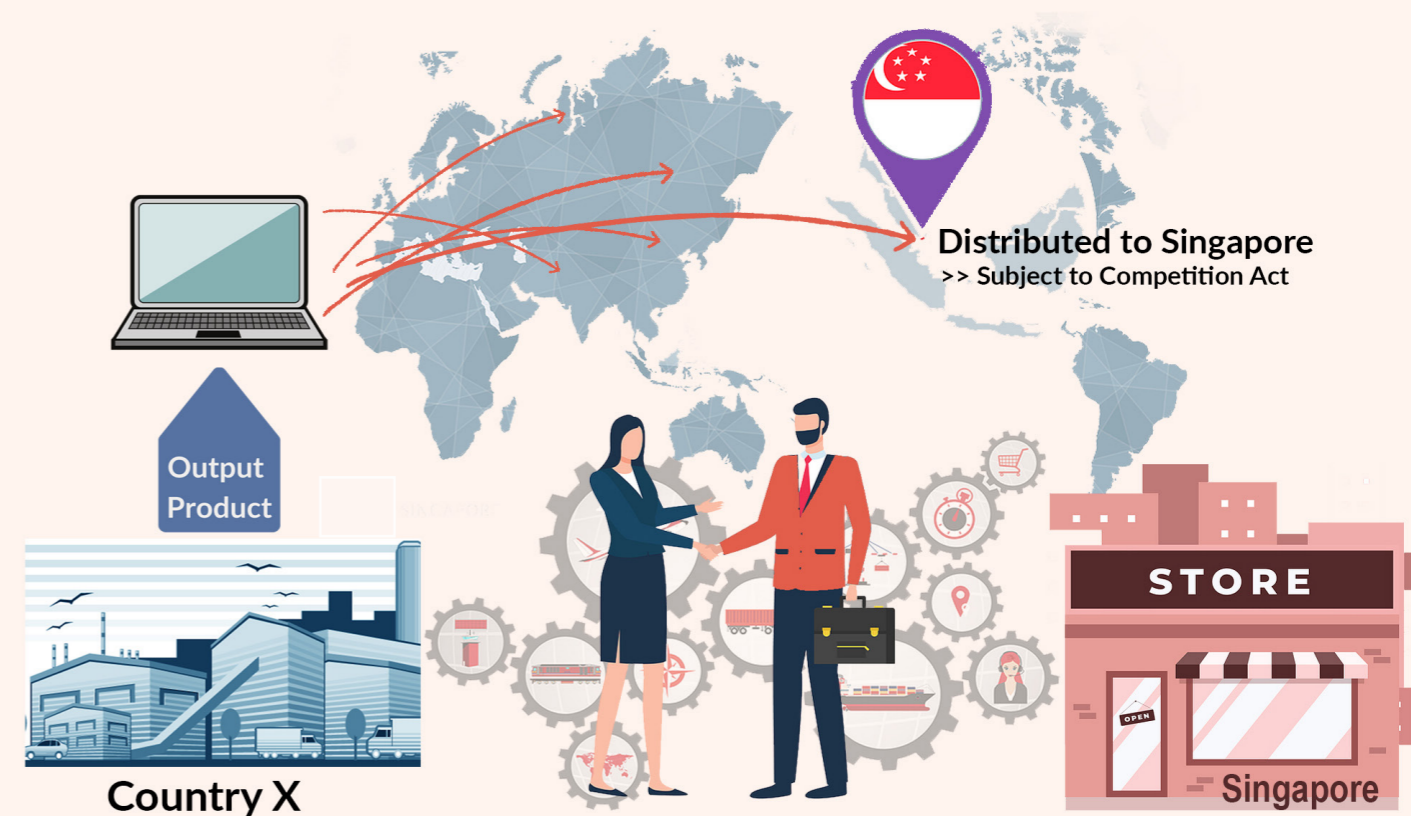 Distributed to Singapore
>> Subject to Competition Act
Output
Product
STORE
OPEN
Singapore
Country X